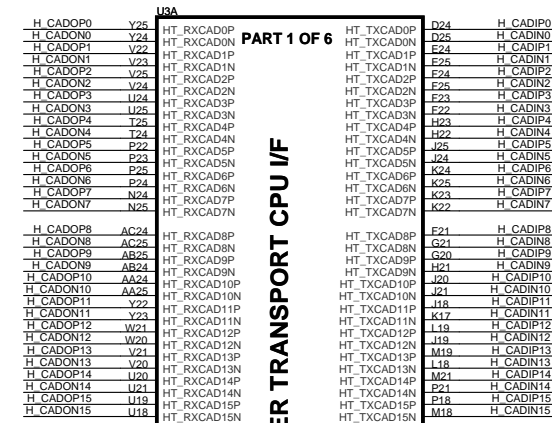 U3A
PART 1 OF 6
H_CADOP0 Y25 HT_RXCAD0P HT_TXCAD0P D24 H_CADIP0
H_CADON0 Y24 HT_RXCAD0N HT_TXCAD0N D25 H_CADIN0
H_CADOP1 V22 HT_RXCAD1P HT_TXCAD1P E24 H_CADIP1
H_CADON1 V23 HT_RXCAD1N HT_TXCAD1N E25 H_CADIN1
H_CADOP2 V25 HT_RXCAD2P HT_TXCAD2P F24 H_CADIP2
H_CADON2 V24 HT_RXCAD2N HT_TXCAD2N F25 H_CADIN2
H_CADOP3 U24 HT_RXCAD3P HT_TXCAD3P F23 H_CADIP3
H_CADON3 U25 HT_RXCAD3N HT_TXCAD3N F22 H_CADIN3
H_CADOP4 T25 HT_RXCAD4P HT_TXCAD4P H23 H_CADIP4
H_CADON4 T24 HT_RXCAD4N HT_TXCAD4N H22 H_CADIN4
H_CADOP5 P22 HT_RXCAD5P HT_TXCAD5P J25 H_CADIP5
H_CADON5 P23 HT_RXCAD5N HT_TXCAD5N J24 H_CADIN5
H_CADOP6 P25 HT_RXCAD6P HT_TXCAD6P K24 H_CADIP6
H_CADON6 P24 HT_RXCAD6N HT_TXCAD6N K25 H_CADIN6
H_CADOP7 N24 HT_RXCAD7P HT_TXCAD7P K23 H_CADIP7
H_CADON7 N25 HT_RXCAD7N HT_TXCAD7N K22 H_CADIN7
H_CADOP8 AC24 HT_RXCAD8P HT_TXCAD8P F21 H_CADIP8
H_CADON8 AC25 HT_RXCAD8N HT_TXCAD8N G21 H_CADIN8
H_CADOP9 AB25 HT_RXCAD9P HT_TXCAD9P G20 H_CADIP9
H_CADON9 AB24 HT_RXCAD9N HT_TXCAD9N H21 H_CADIN9
H_CADOP10 AA24 HT_RXCAD10P HT_TXCAD10P J20 H_CADIP10
H_CADON10 AA25 HT_RXCAD10N HT_TXCAD10N J21 H_CADIN10
H_CADOP11 Y22 HT_RXCAD11P HT_TXCAD11P J18 H_CADIP11
H_CADON11 Y23 HT_RXCAD11N HT_TXCAD11N K17 H_CADIN11
H_CADOP12 W21 HT_RXCAD12P HT_TXCAD12P L19 H_CADIP12
H_CADON12 W20 HT_RXCAD12N HT_TXCAD12N J19 H_CADIN12
H_CADOP13 V21 HT_RXCAD13P HT_TXCAD13P M19 H_CADIP13
H_CADON13 V20 HT_RXCAD13N HT_TXCAD13N L18 H_CADIN13
H_CADOP14 U20 HT_RXCAD14P HT_TXCAD14P M21 H_CADIP14
H_CADON14 U21 HT_RXCAD14N HT_TXCAD14N P21 H_CADIN14
H_CADOP15 U19 HT_RXCAD15P HT_TXCAD15P P18 H_CADIP15
H_CADON15 U18 HT_RXCAD15N HT_TXCAD15N M18 H_CADIN15
ER TRANSPORT CPU I/F